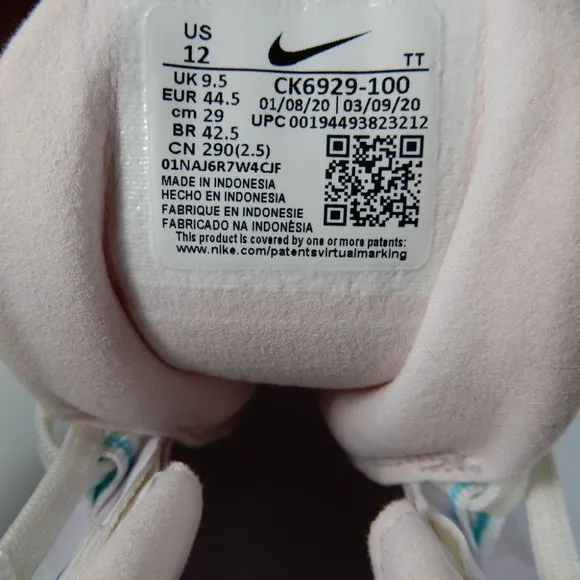 US
12
TT
UK 9.5
EUR 44.5
cm 29
BR 42.5
CN 290(2.5)
CK6929-100
01/08/20 | 03/09/20
UPC 00194493823212
01NAJ6R7W4CJF
MADE IN INDONESIA
HECHO EN INDONESIA
FABRIQUE EN INDONESIE
FABRICADO NA INDONÉSIA
This product is covered by one or more patents:
www.nike.com/patentsvirtualmarking